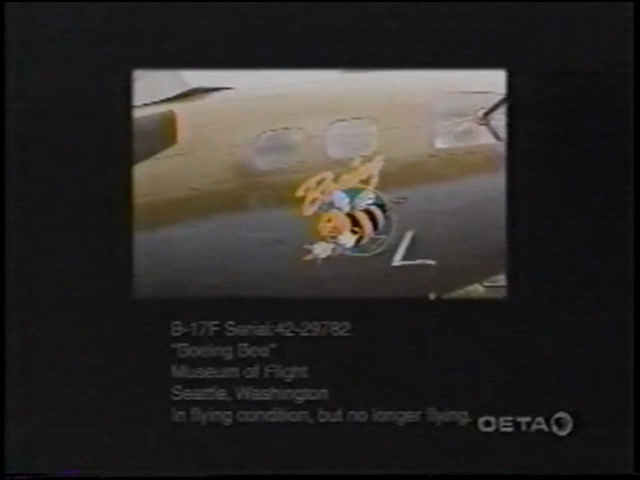 Boeing
L
B-17F Serial:42-29782
"Boeing Bee"
Museum of Flight
Seattle, Washington
In flying condition, but no longer flying.
OETA